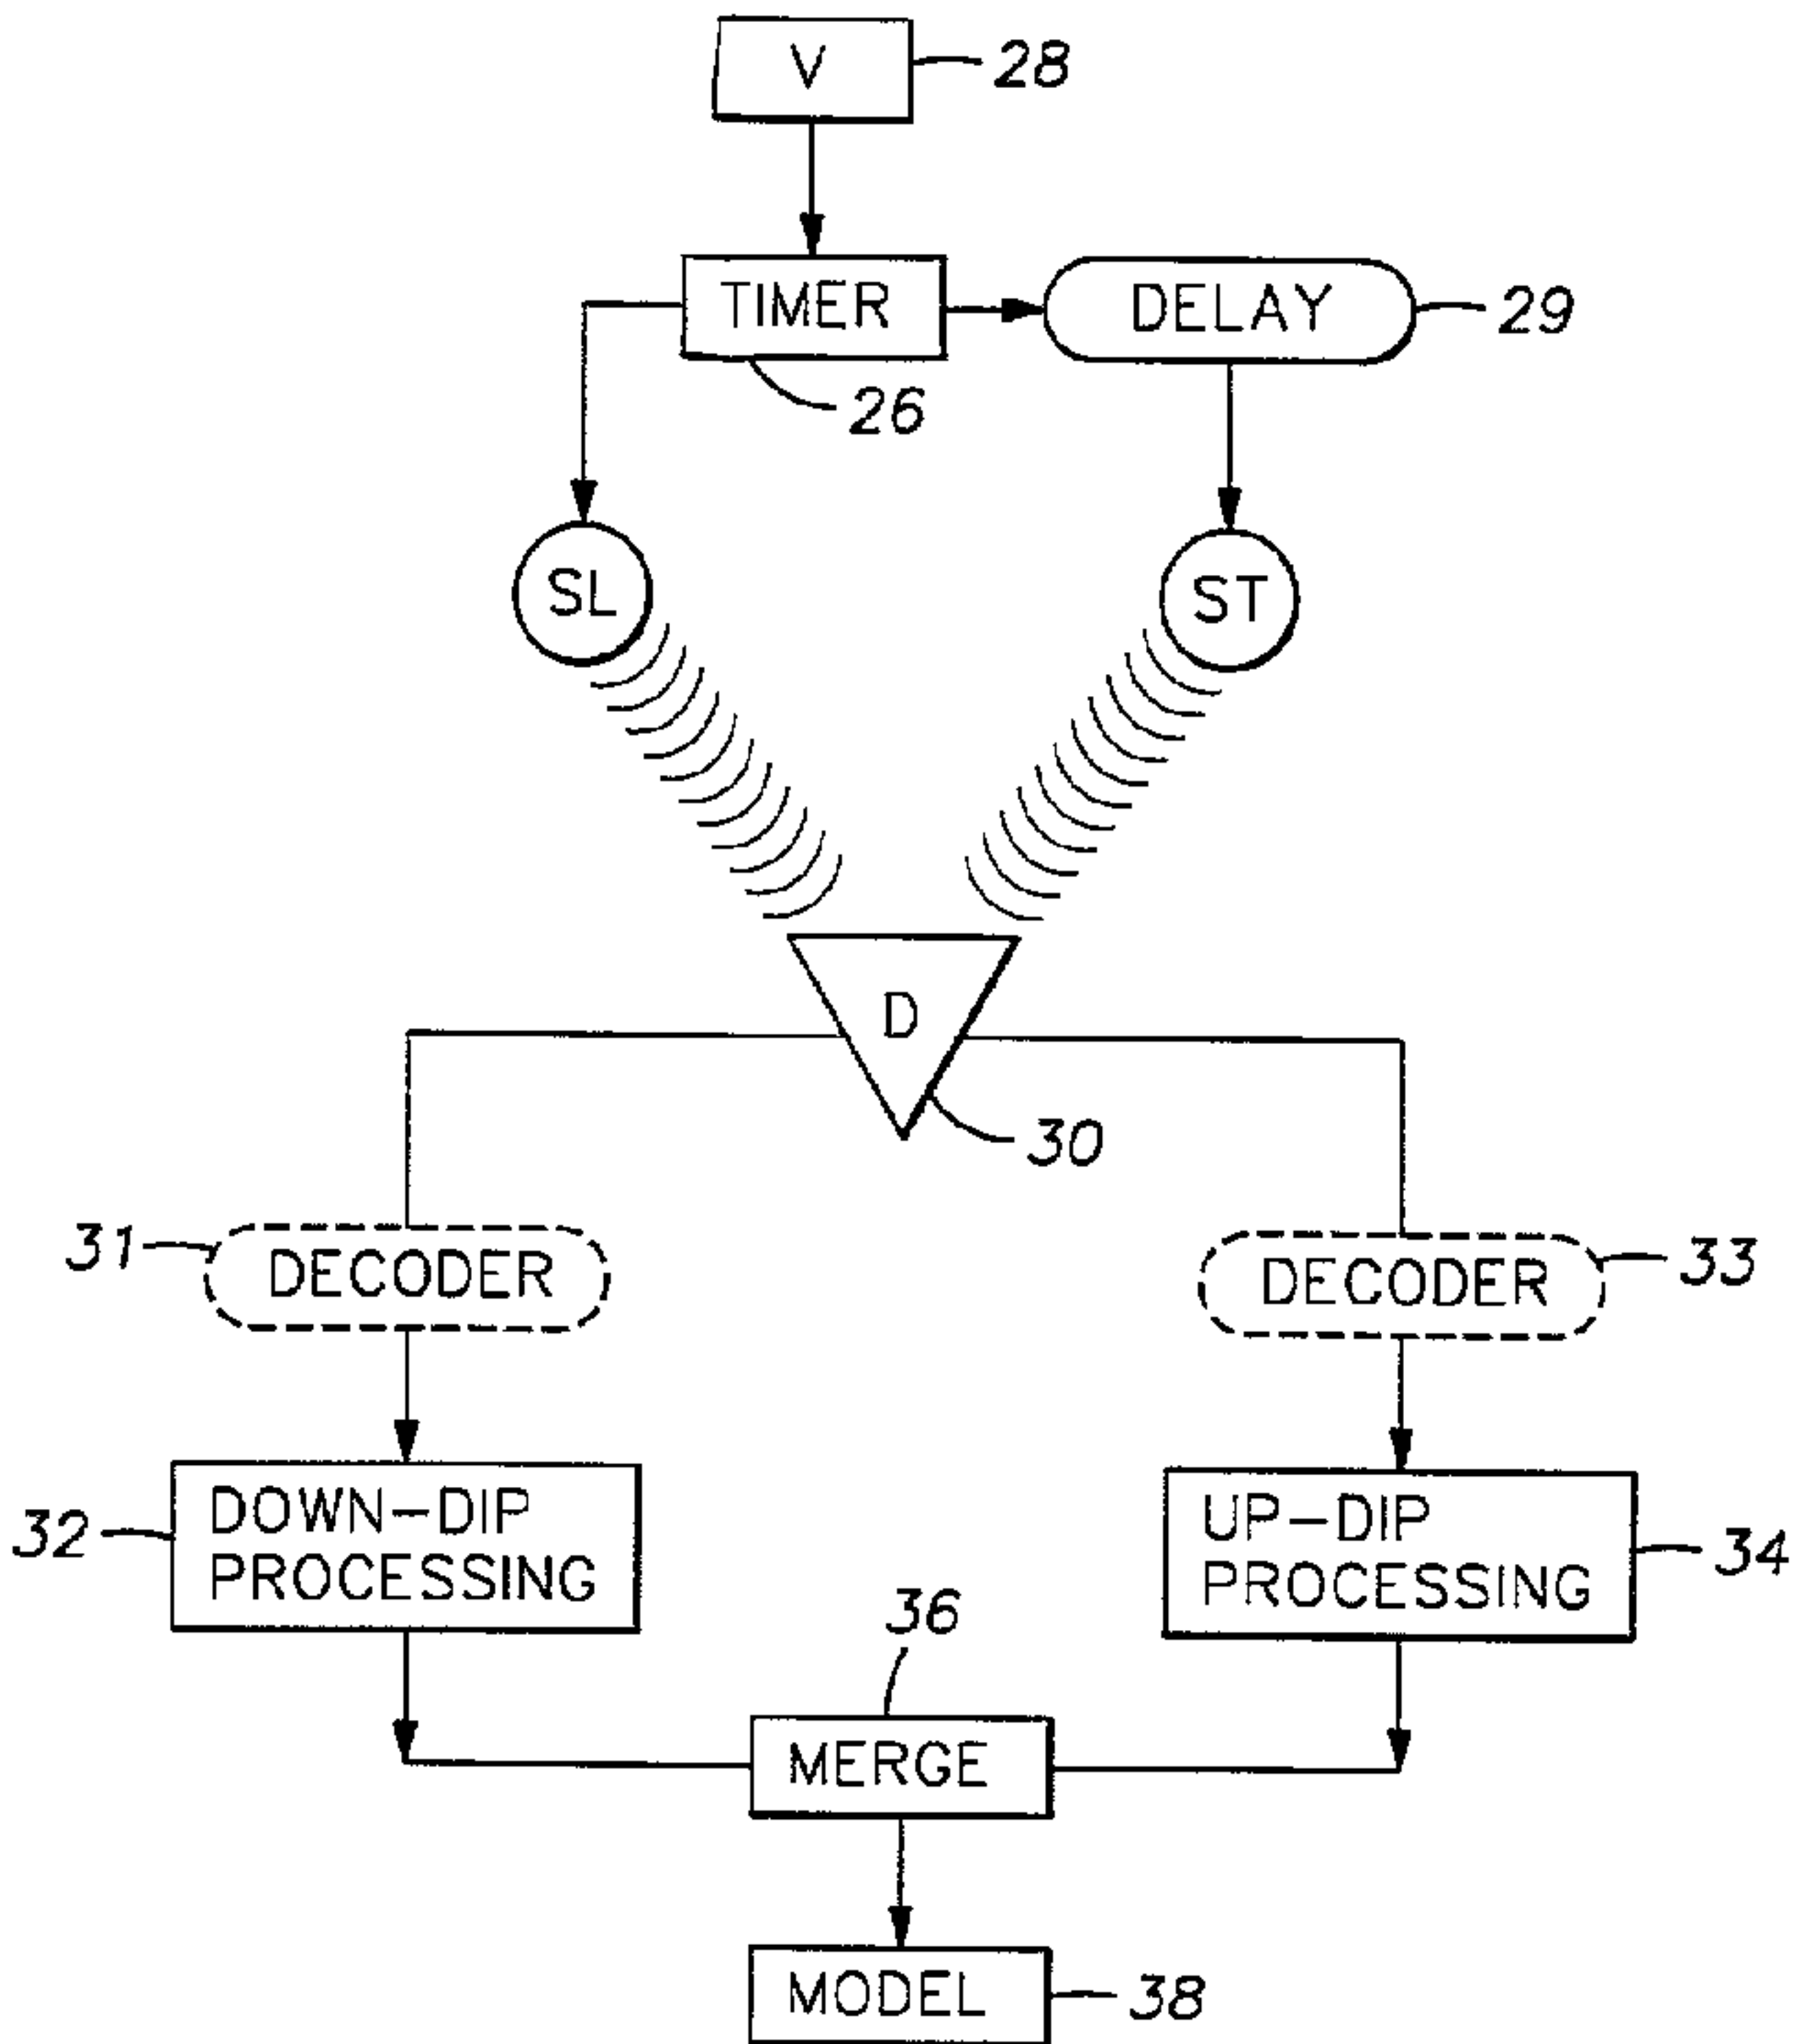 V
28
TIMER
DELAY
29
26
SL
ST
D
30
31
DECODER
DECODER
33
32
DOWN-DIP
PROCESSING
UP-DIP
PROCESSING
34
36
MERGE
MODEL
38